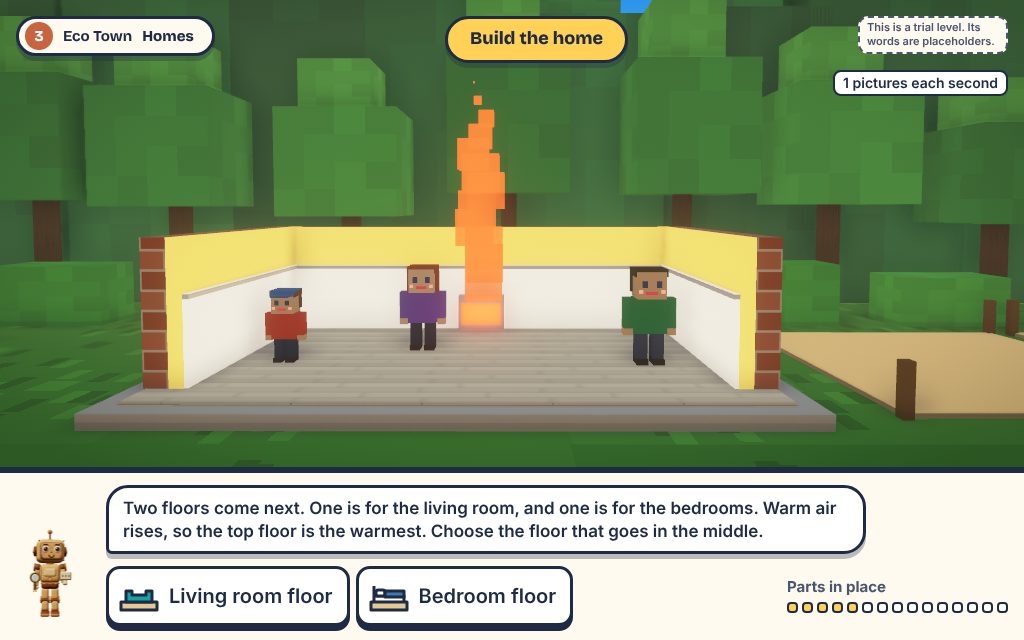 3 Eco Town Homes
Build the home
This is a trial level. Its
words are placeholders.
1 pictures each second
Two floors come next. One is for the living room, and one is for the bedrooms. Warm air
rises, so the top floor is the warmest. Choose the floor that goes in the middle.
Living room floor
Bedroom floor
Parts in place